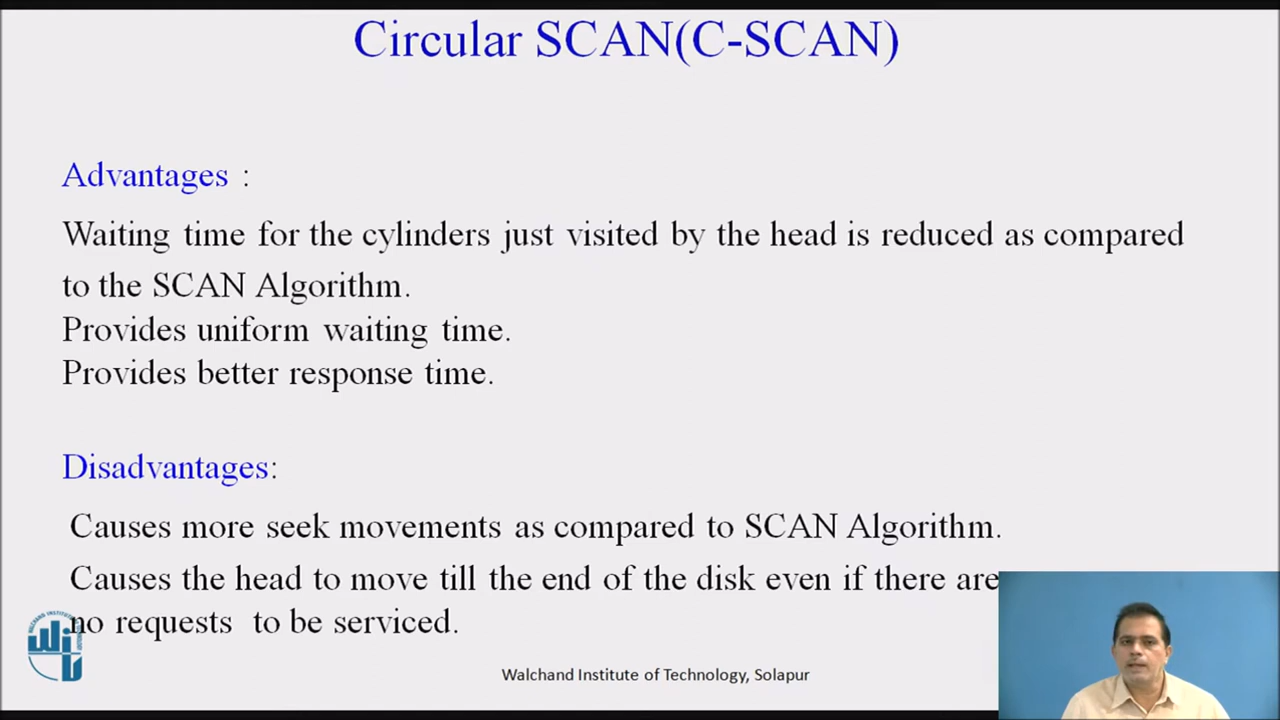 Circular SCAN(C-SCAN)
Advantages :
Waiting time for the cylinders just visited by the head is reduced as compared
to the SCAN Algorithm.
Provides uniform waiting time.
Provides better response time.
Disadvantages:
Causes more seek movements as compared to SCAN Algorithm.
Causes the head to move till the end of the disk even if there are
no requests to be serviced.
Walchand Institute of Technology, Solapur